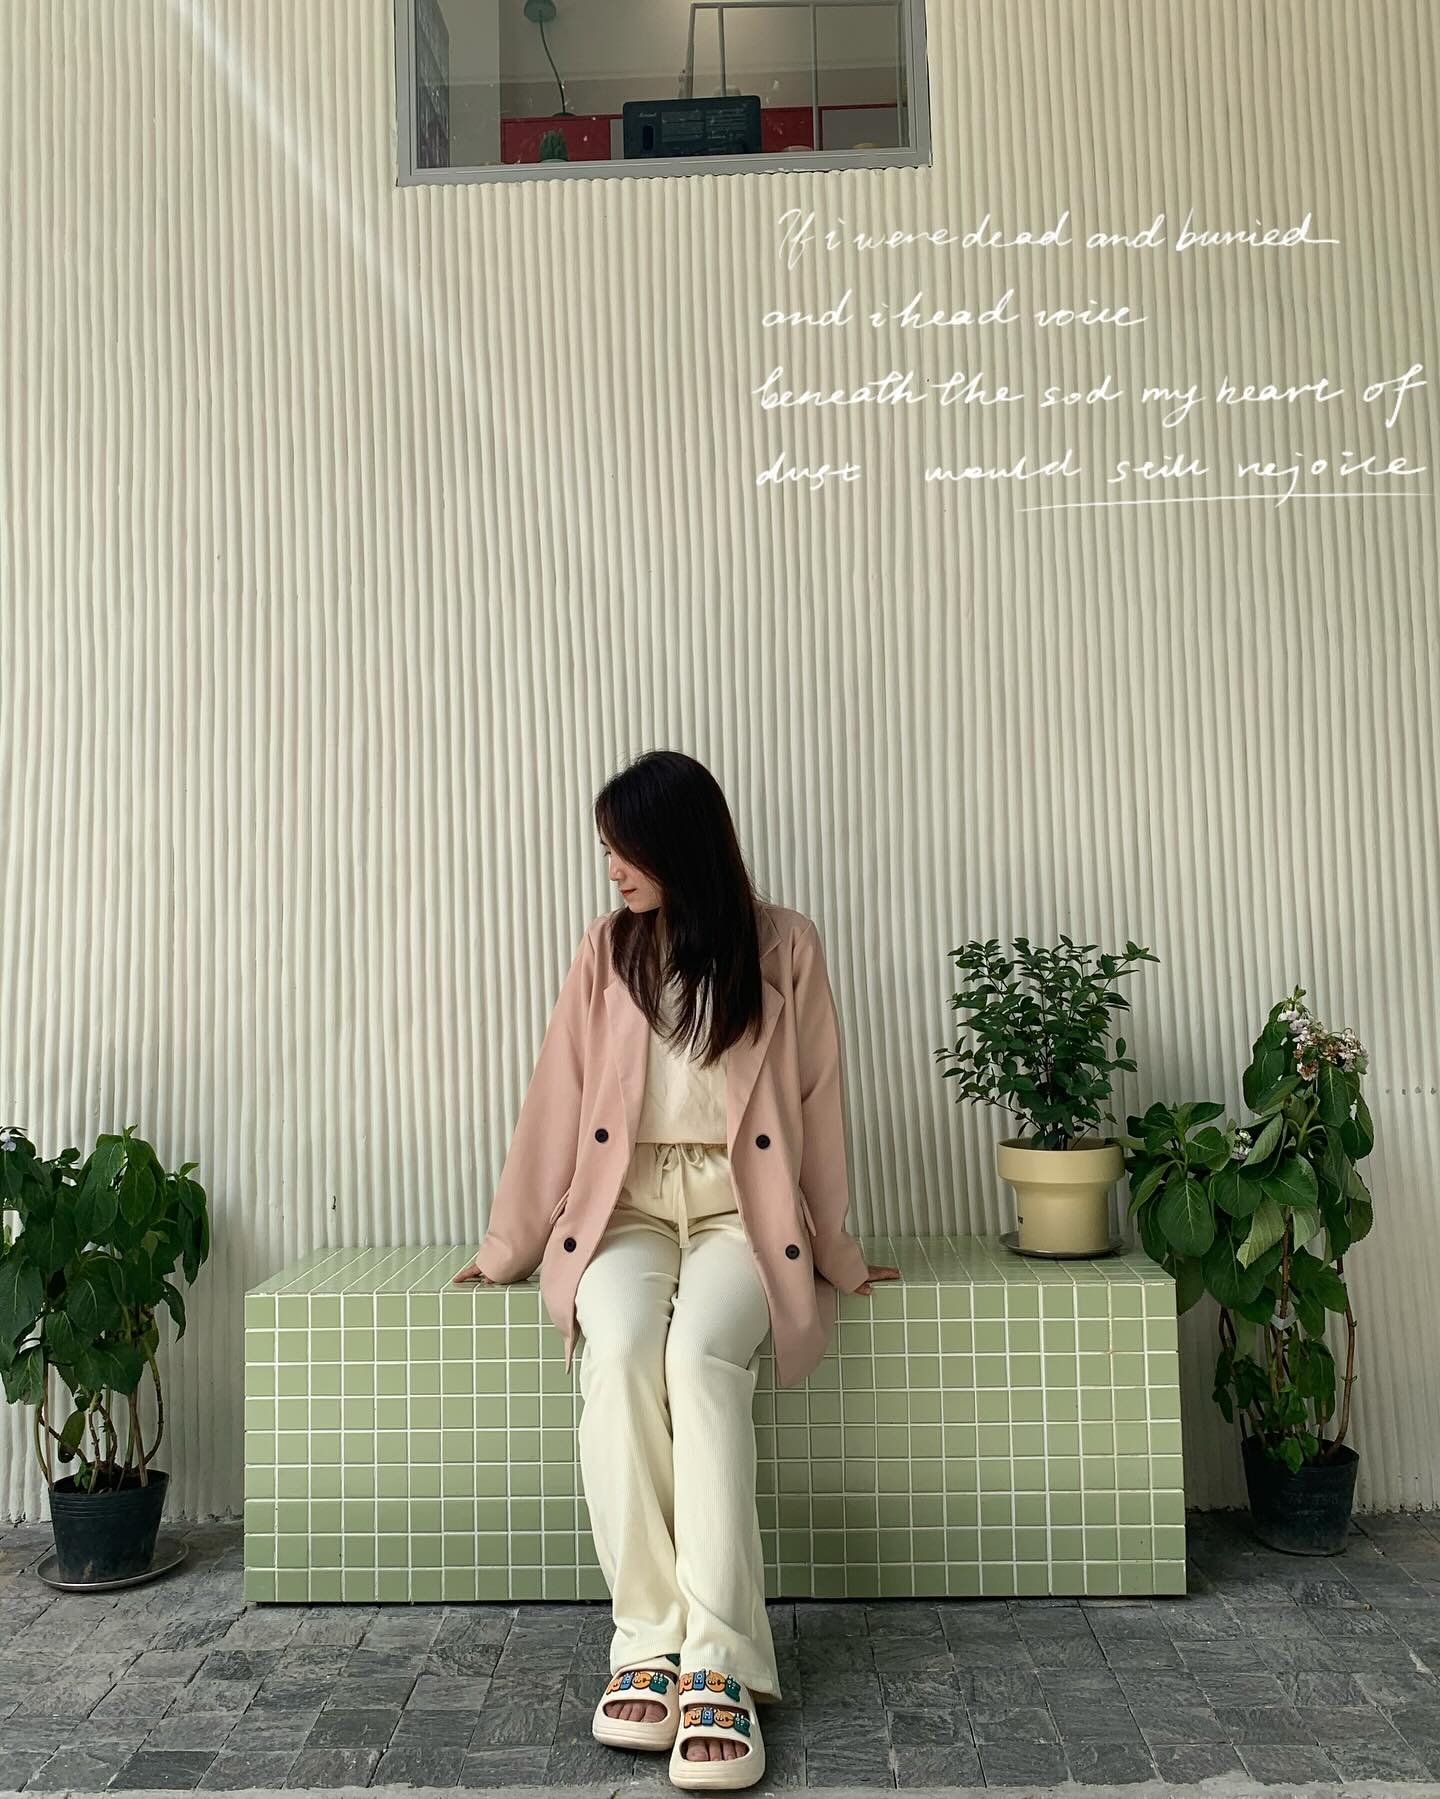 If i were dead and buried
and i head voice
beneath the sod my heart of
dust would still rejoice